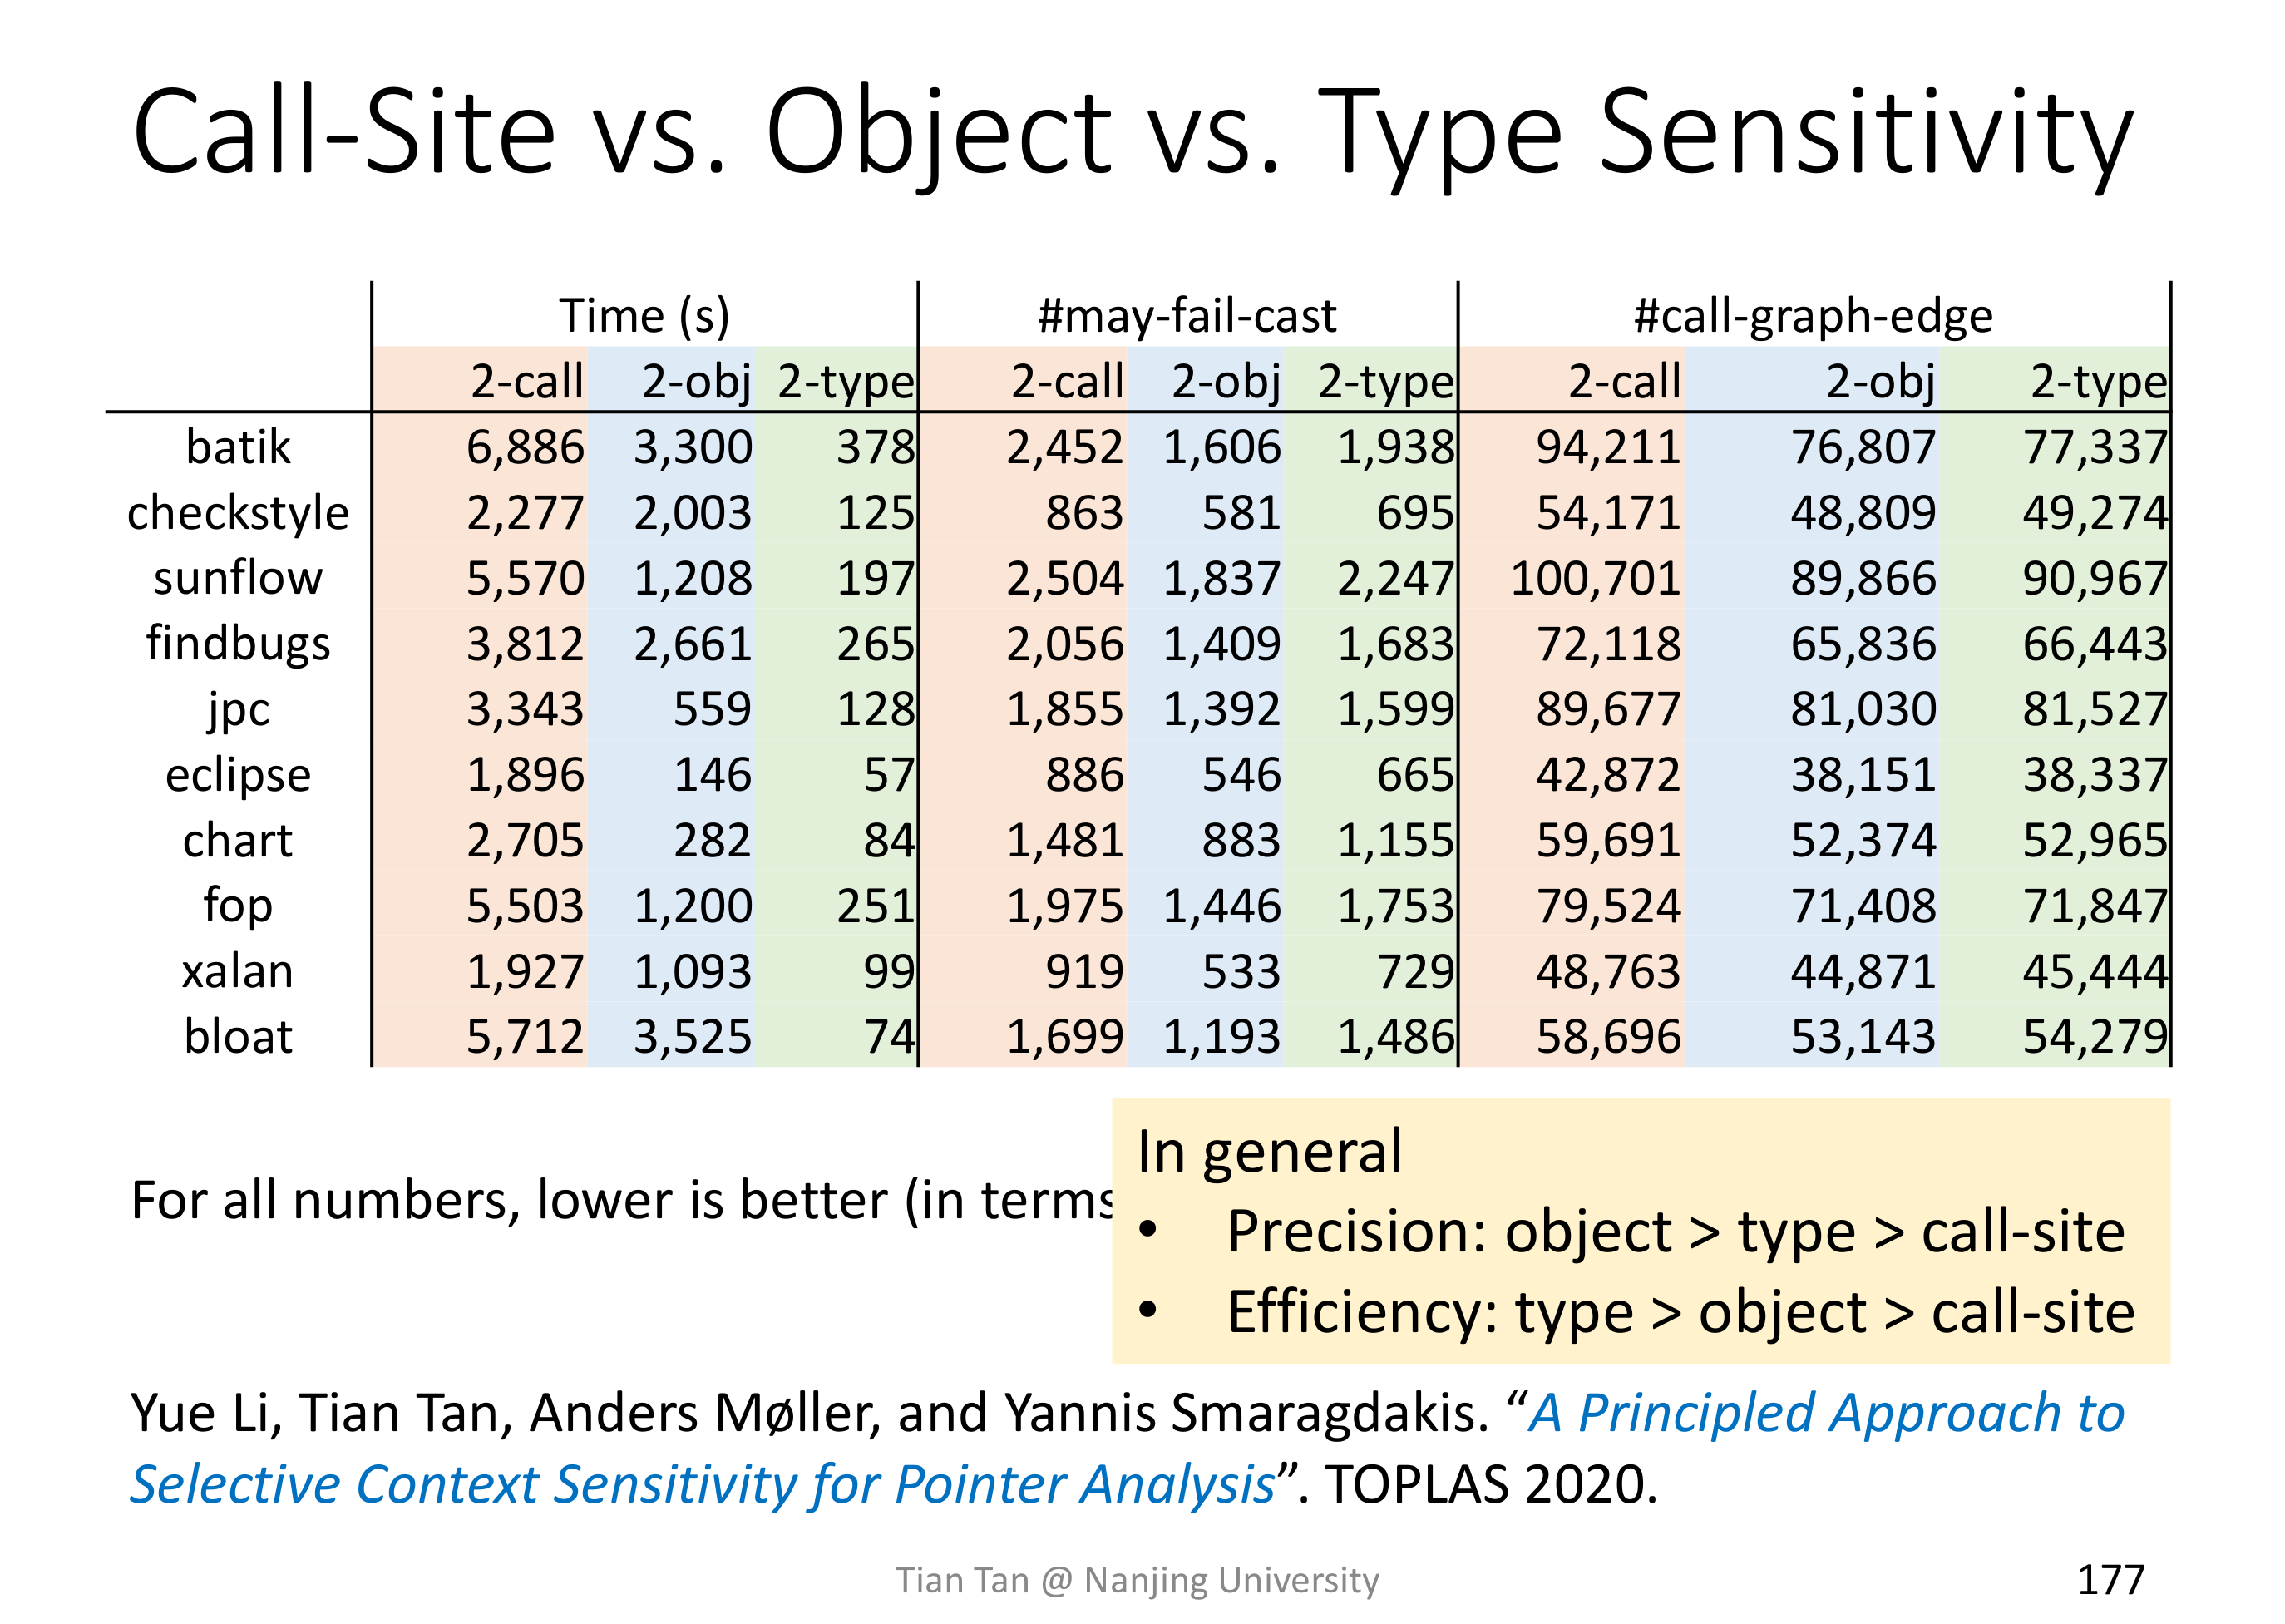 Call-Site vs. Object vs. Type Sensitivity
Time (s) #may-fail-cast #call-graph-edge
2-call 2-obj 2-type 2-call 2-obj 2-type 2-call 2-obj 2-type
batik 6,886 3,300 378 2,452 1,606 1,938 94,211 76,807 77,337
checkstyle 2,277 2,003 125 863 581 695 54,171 48,809 49,274
sunflow 5,570 1,208 197 2,504 1,837 2,247 100,701 89,866 90,967
findbugs 3,812 2,661 265 2,056 1,409 1,683 72,118 65,836 66,443
jpc 3,343 559 128 1,855 1,392 1,599 89,677 81,030 81,527
eclipse 1,896 146 57 886 546 665 42,872 38,151 38,337
chart 2,705 282 84 1,481 883 1,155 59,691 52,374 52,965
fop 5,503 1,200 251 1,975 1,446 1,753 79,524 71,408 71,847
xalan 1,927 1,093 99 919 533 729 48,763 44,871 45,444
bloat 5,712 3,525 74 1,699 1,193 1,486 58,696 53,143 54,279
For all numbers, lower is better (in terms
In general
• Precision: object > type > call-site
• Efficiency: type > object > call-site
Yue Li, Tian Tan, Anders Møller, and Yannis Smaragdakis. “A Principled Approach to
Selective Context Sensitivity for Pointer Analysis”. TOPLAS 2020.
Tian Tan @ Nanjing University
177